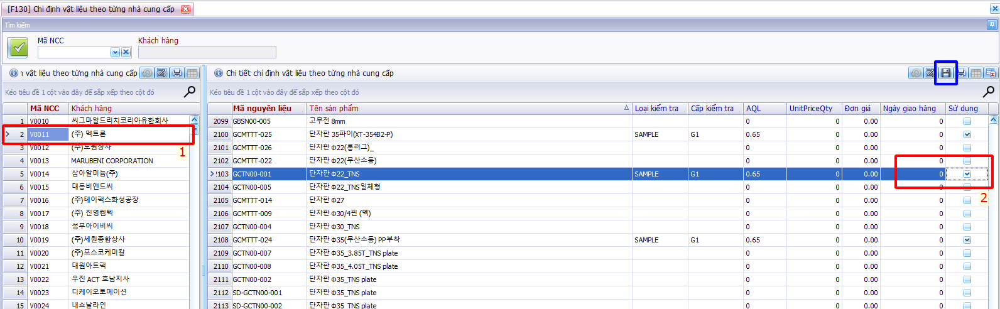 [F130] Chỉ định vật liệu theo từng nhà cung cấp
Tìm kiếm
Mã NCC Khách hàng
vật liệu theo từng nhà cung cấp
Kéo tiêu đề 1 cột vào đây để sắp xếp theo cột đó
Mã NCC Khách hàng
1 V0010 씨그마알드리치코리아유한회사
2 V0011 (주) 멕트론
1
3 V0012 (주)도원상사
4 V0013 MARUBENI CORPORATION
5 V0014 삼아알미늄(주)
6 V0015 대동비엔드씨
7 V0016 (주)테이팩스화성공장
8 V0017 (주) 진영켐텍
9 V0018 성무아이비씨
10 V0019 (주)세원종합상사
11 V0020 (주)포스코케미칼
12 V0021 대원아트팩
13 V0022 우진 ACT 호남지사
14 V0023 디케이오토메이션
15 V0024 내쇼날라인
Chi tiết chỉ định vật liệu theo từng nhà cung cấp
Kéo tiêu đề 1 cột vào đây để sắp xếp theo cột đó
Mã nguyên liệu Tên sản phẩm Loại kiểm tra Cấp kiểm tra AQL UnitPriceQty Đơn giá Ngày giao hàng Sử dụng
2099 GBSN00-005 고무전 8mm 0 0 0.00 0
2100 GCMTTT-025 단자판 35파이(XT-354B2-P) SAMPLE G1 0.65 0 0.00 0
2101 GCMTTT-026 단자판 Φ22(롱러그)_ 0 0 0.00 0
2102 GCMTTT-022 단자판 Φ22(무산소동) 0 0 0.00 0
2103 GCTN00-001 단자판 Φ22_TNS SAMPLE G1 0.65 0 0.00 0
2104 GCTN00-005 단자판 Φ22_TNS일체형 0 0 0.00 0
2
2105 GCMTTT-014 단자판 Φ27 0 0 0.00 0
2106 GCMTTT-009 단자판 Φ30/4핀 (멕) 0 0 0.00 0
2107 GCTN00-004 단자판 Φ30_TNS 0 0 0.00 0
2108 GCMTTT-024 단자판 Φ35(무산소동) PP부착 SAMPLE G1 0.65 0 0.00 0
2109 GCTN00-007 단자판 Φ35_3.85T_TNS plate 0 0 0.00 0
2110 GCTN00-008 단자판 Φ35_4.05T_TNS plate 0 0 0.00 0
2111 GCTN00-002 단자판 Φ35_TNS plate 0 0 0.00 0
2112 SD-GCTN00-001 단자판 Φ35_TNS plate 0 0 0.00 0
2113 SD-GCTN00-002 단자판 Φ35 TNS plate 0 0 0.00 0